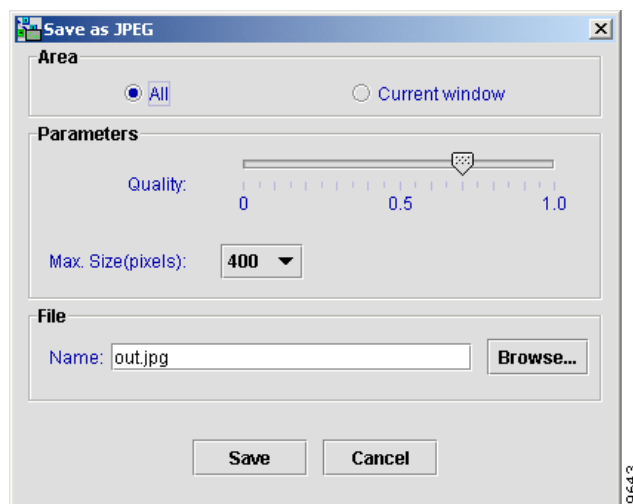 Save as JPEG
Area
All
Current window
Parameters
Quality:
0 0.5 1.0
Max. Size(pixels): 400
File
Name: out.jpg Browse...
Save Cancel